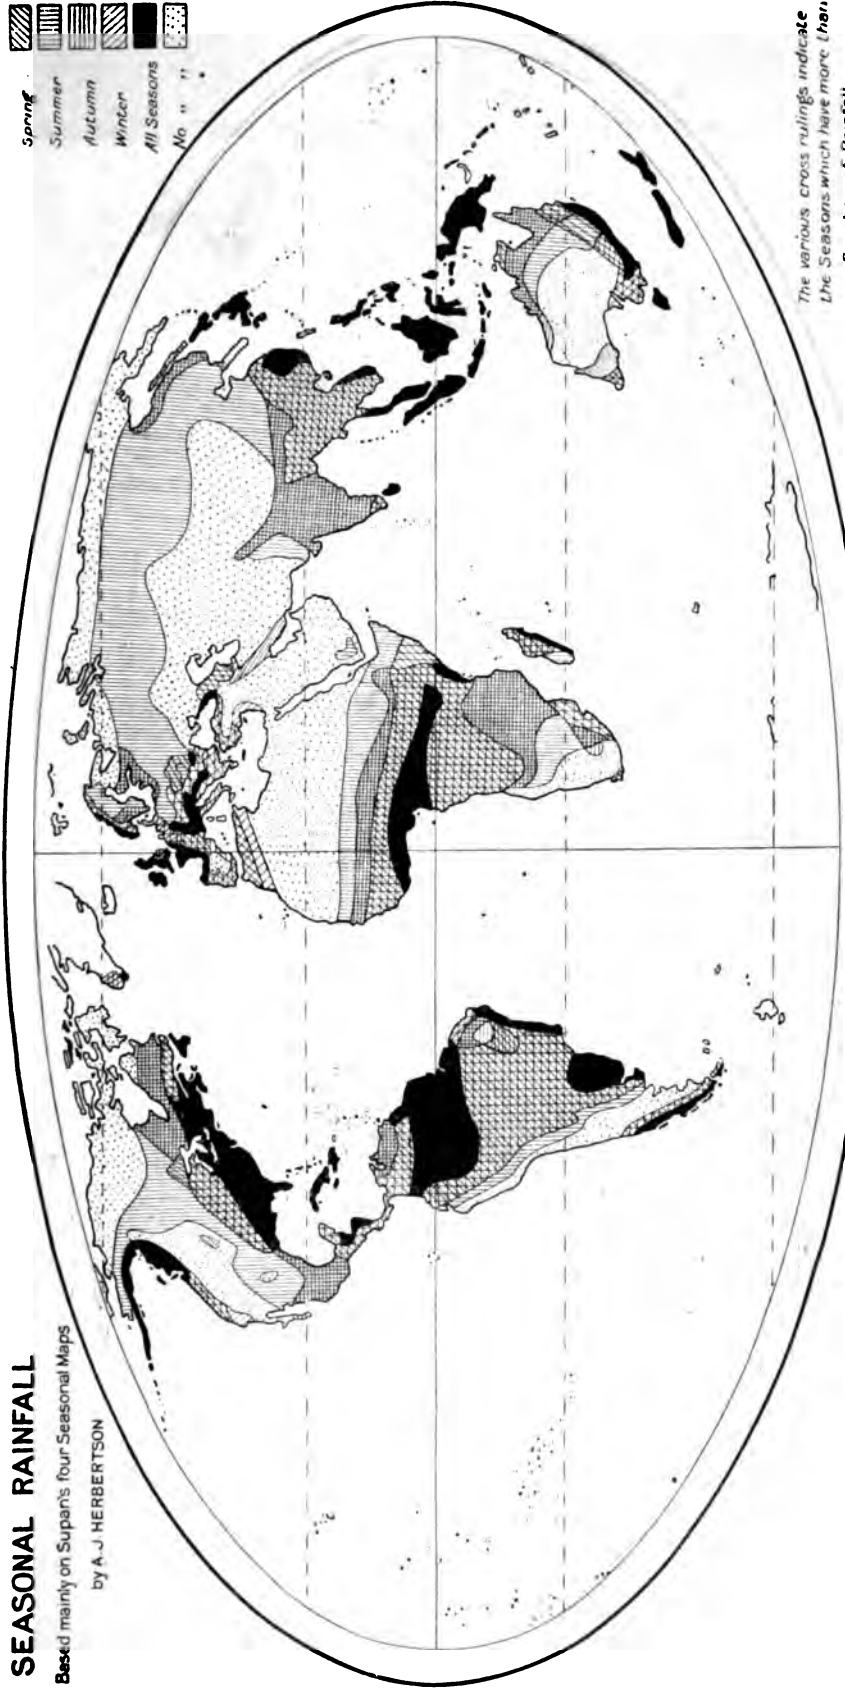 SEASONAL RAINFALL
Based mainly on Supan's four Seasonal Maps
by A.J. HERBERTSON
Spring
Summer
Autumn
Winter
All Seasons
No " "
The various cross rulings indicate
the Seasons which have more than